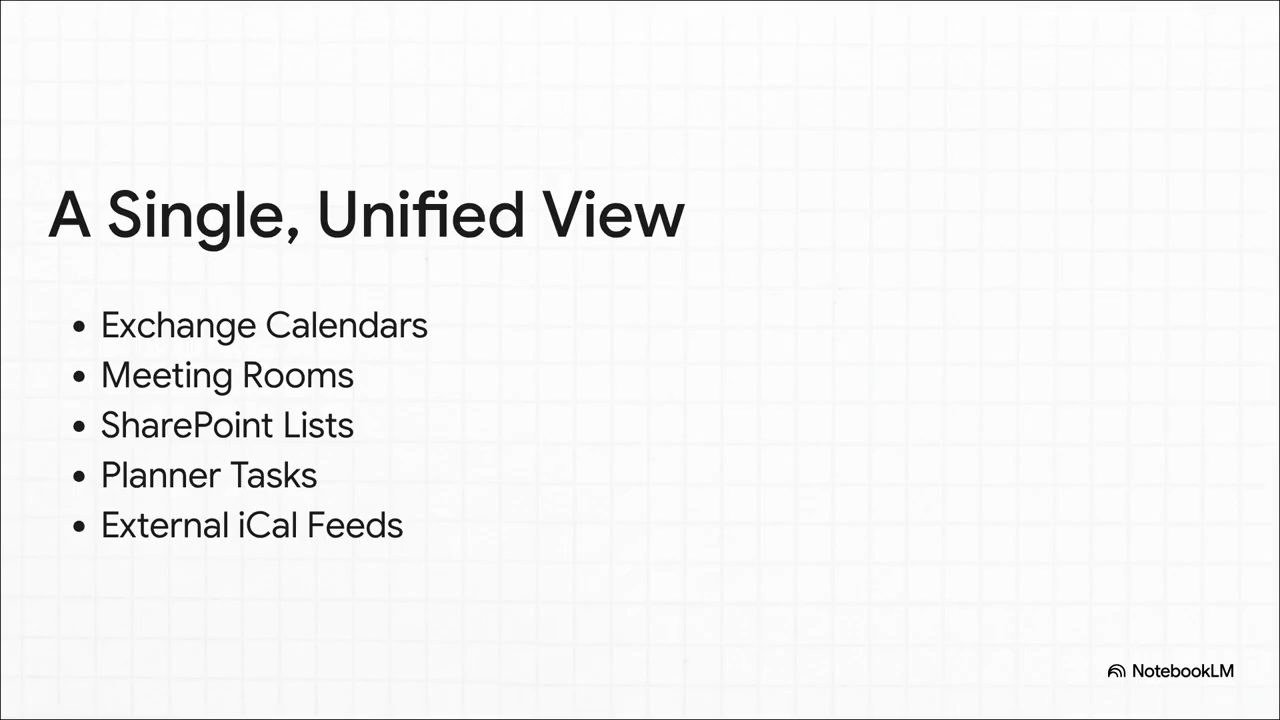 A Single, Unified View
• Exchange Calendars
• Meeting Rooms
• SharePoint Lists
• Planner Tasks
• External iCal Feeds
NotebookLM